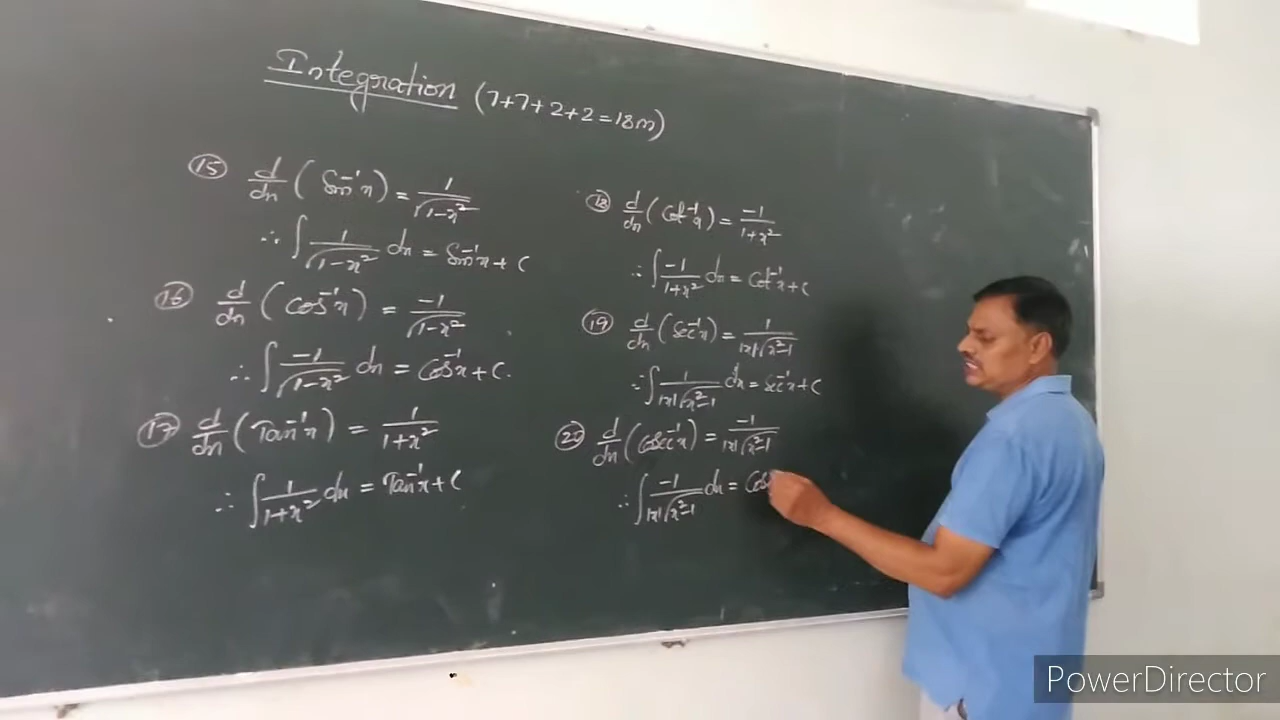 Integration (7+7+2+2=18m)
⑮ d/dx (Sin⁻¹x) = 1/√1-x²
∴ ∫ 1/√1-x² dx = Sin⁻¹x + c
⑯ d/dx (Cos⁻¹x) = -1/√1-x²
∴ ∫ -1/√1-x² dx = Cos⁻¹x + c.
⑰ d/dx (Tan⁻¹x) = 1/1+x²
∴ ∫ 1/1+x² dx = Tan⁻¹x + c
⑱ d/dx (Cot⁻¹x) = -1/1+x²
∴ ∫ -1/1+x² dx = Cot⁻¹x + c
⑲ d/dx (Sec⁻¹x) = 1/|x|√x²-1
∴ ∫ 1/|x|√x²-1 dx = Sec⁻¹x + c
⑳ d/dx (Cosec⁻¹x) = -1/|x|√x²-1
∴ ∫ -1/|x|√x²-1 dx = Cos
PowerDirector